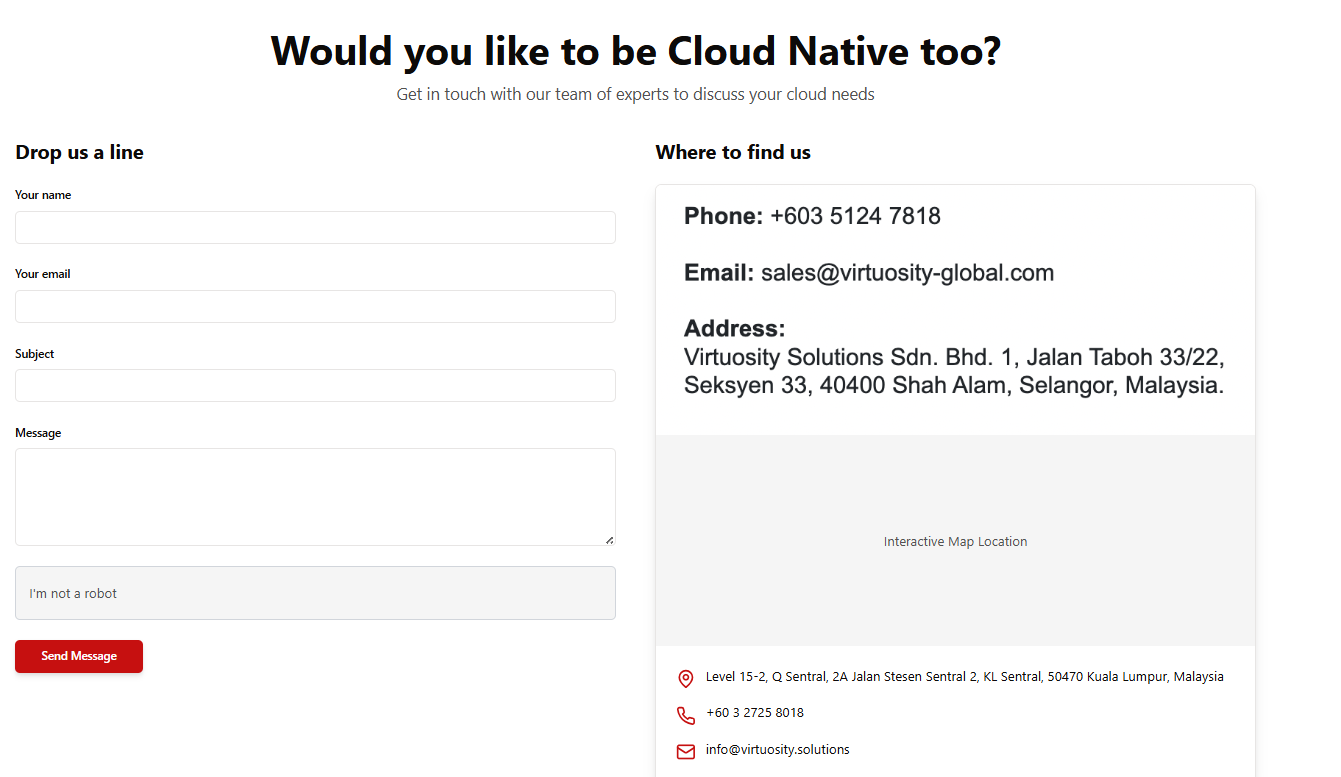 Would you like to be Cloud Native too?
Get in touch with our team of experts to discuss your cloud needs
Drop us a line
Your name
Your email
Subject
Message
I'm not a robot
Send Message
Where to find us
Phone: +603 5124 7818
Email: sales@virtuosity-global.com
Address:
Virtuosity Solutions Sdn. Bhd. 1, Jalan Taboh 33/22,
Seksyen 33, 40400 Shah Alam, Selangor, Malaysia.
Interactive Map Location
Level 15-2, Q Sentral, 2A Jalan Stesen Sentral 2, KL Sentral, 50470 Kuala Lumpur, Malaysia
+60 3 2725 8018
info@virtuosity.solutions